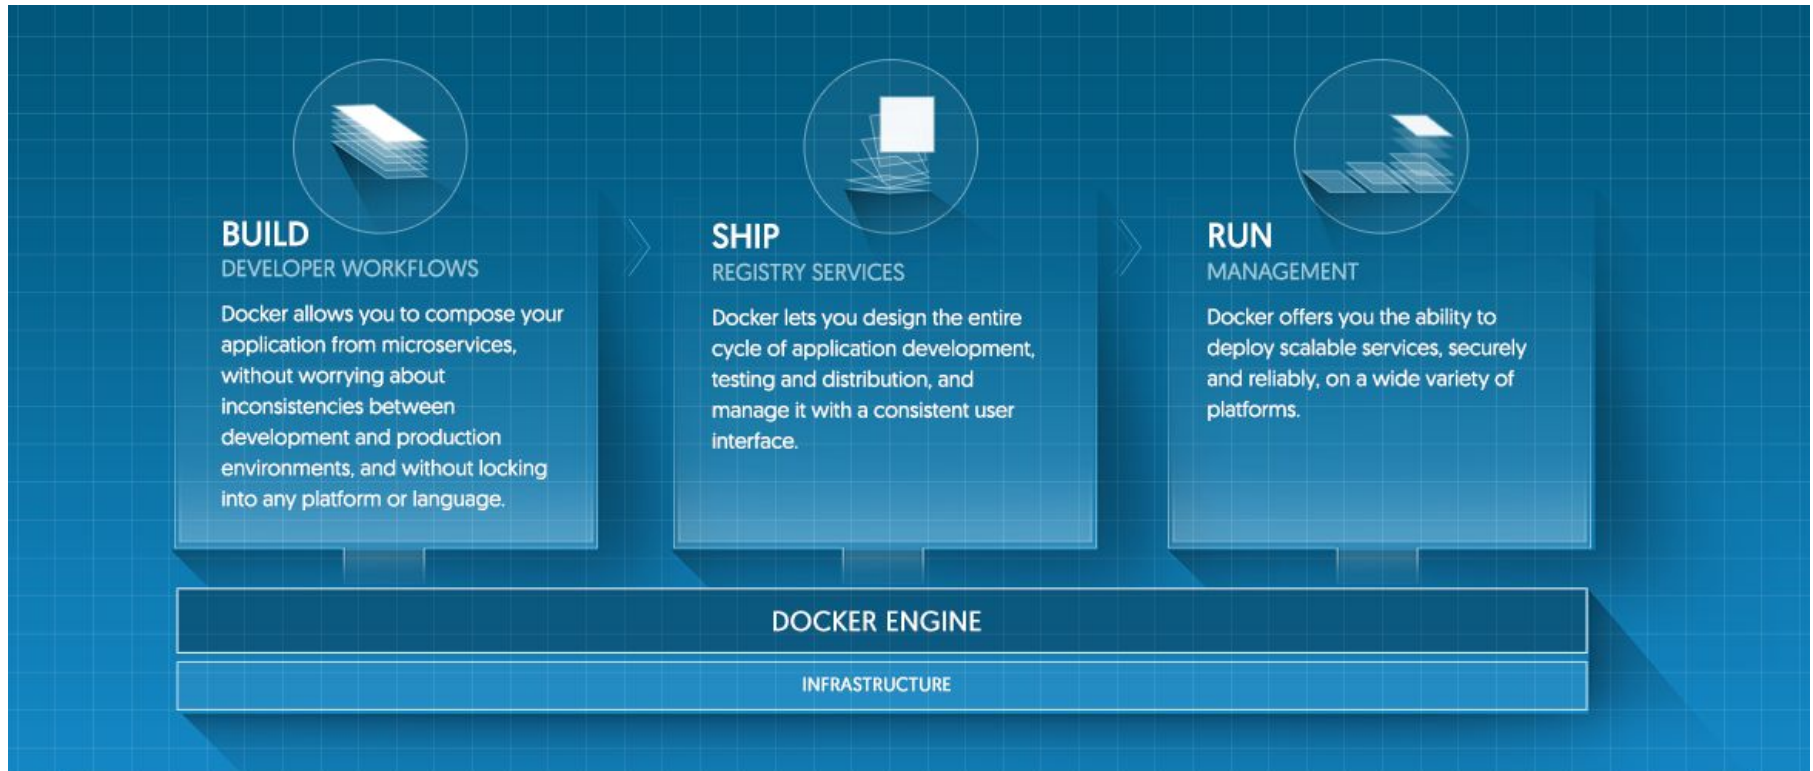 BUILD
DEVELOPER WORKFLOWS
Docker allows you to compose your
application from microservices,
without worrying about
inconsistencies between
development and production
environments, and without locking
into any platform or language.
SHIP
REGISTRY SERVICES
Docker lets you design the entire
cycle of application development,
testing and distribution, and
manage it with a consistent user
interface.
RUN
MANAGEMENT
Docker offers you the ability to
deploy scalable services, securely
and reliably, on a wide variety of
platforms.
DOCKER ENGINE
INFRASTRUCTURE